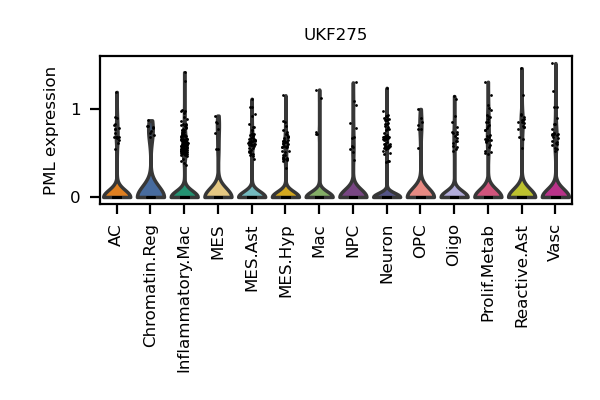 UKF275
PML expression
1
0
AC
Chromatin.Reg
Inflammatory.Mac
MES
MES.Ast
MES.Hyp
Mac
NPC
Neuron
OPC
Oligo
Prolif.Metab
Reactive.Ast
Vasc